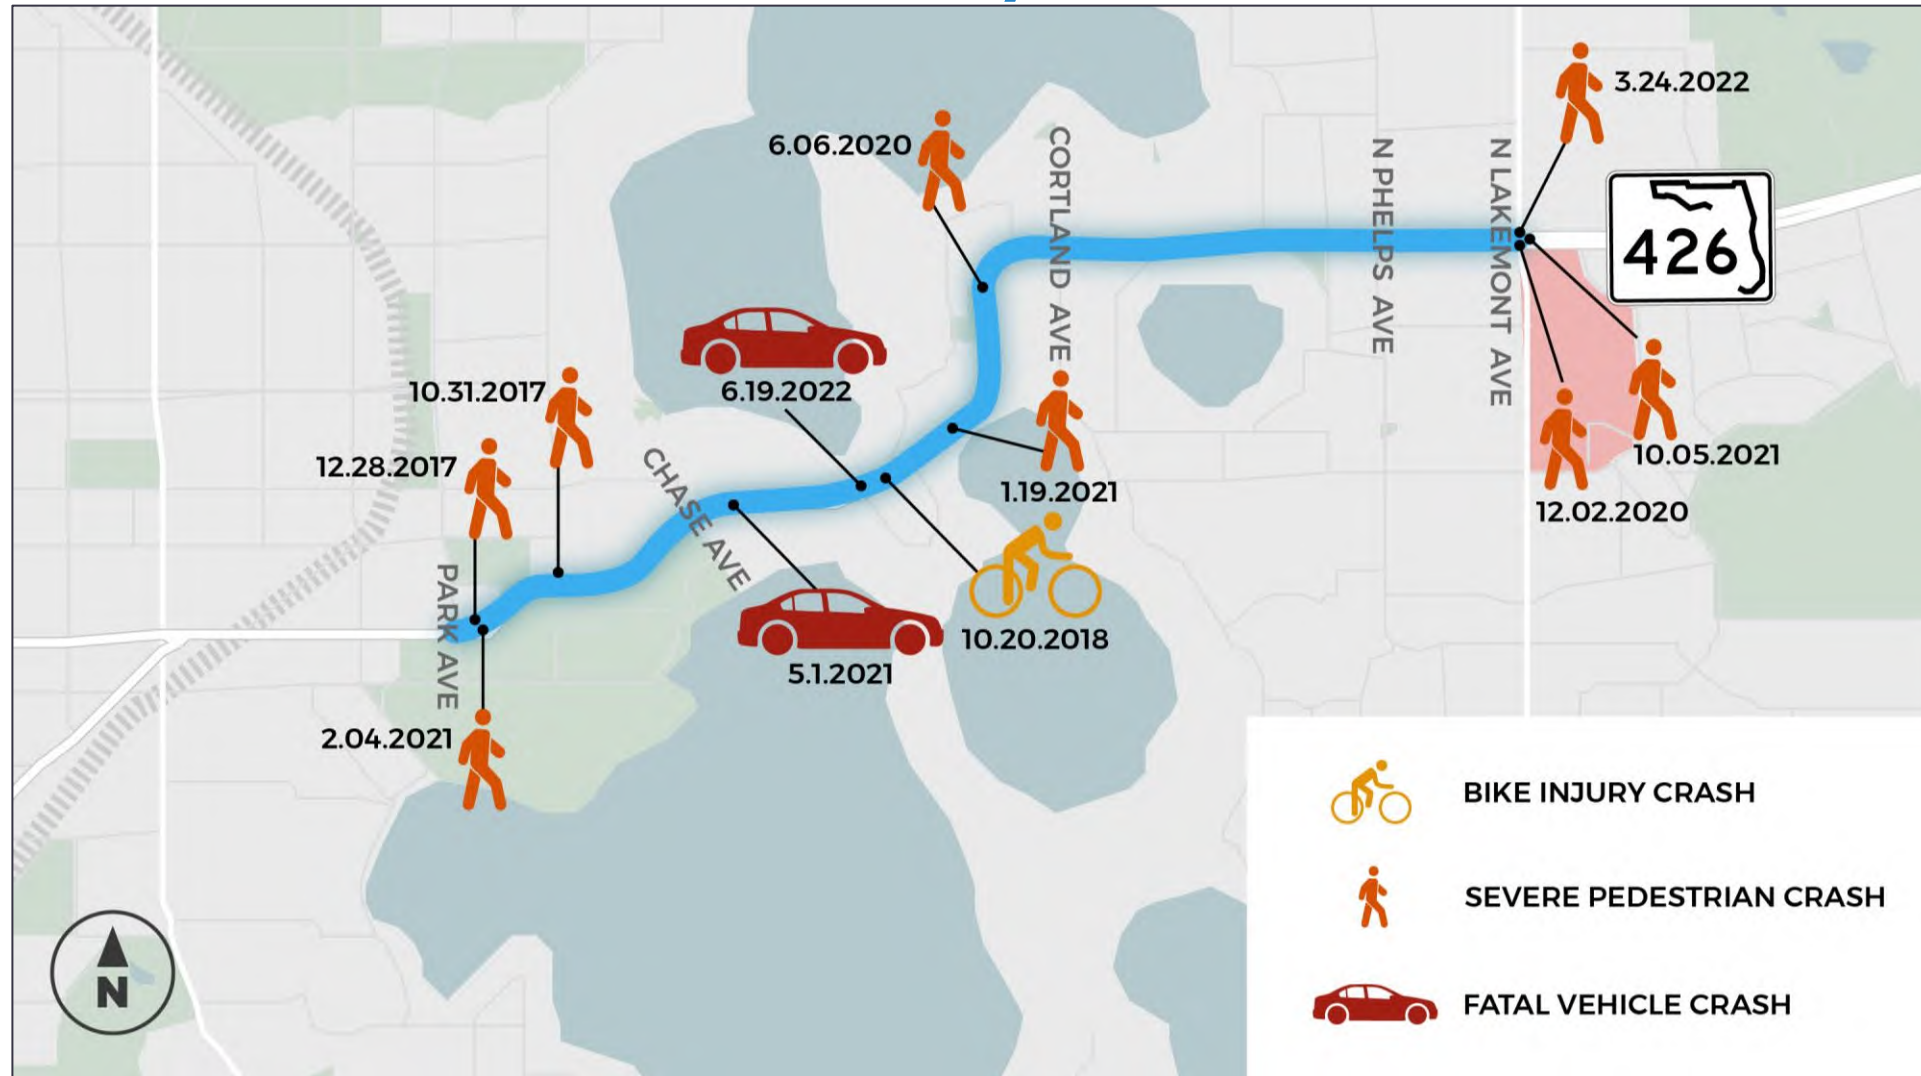 3.24.2022
6.06.2020
CORTLAND AVE
N PHELPS AVE
N LAKEMONT AVE
426
10.31.2017
6.19.2022
12.28.2017
CHASE AVE
1.19.2021
10.05.2021
12.02.2020
PARK AVE
10.20.2018
5.1.2021
2.04.2021
BIKE INJURY CRASH
SEVERE PEDESTRIAN CRASH
FATAL VEHICLE CRASH
N